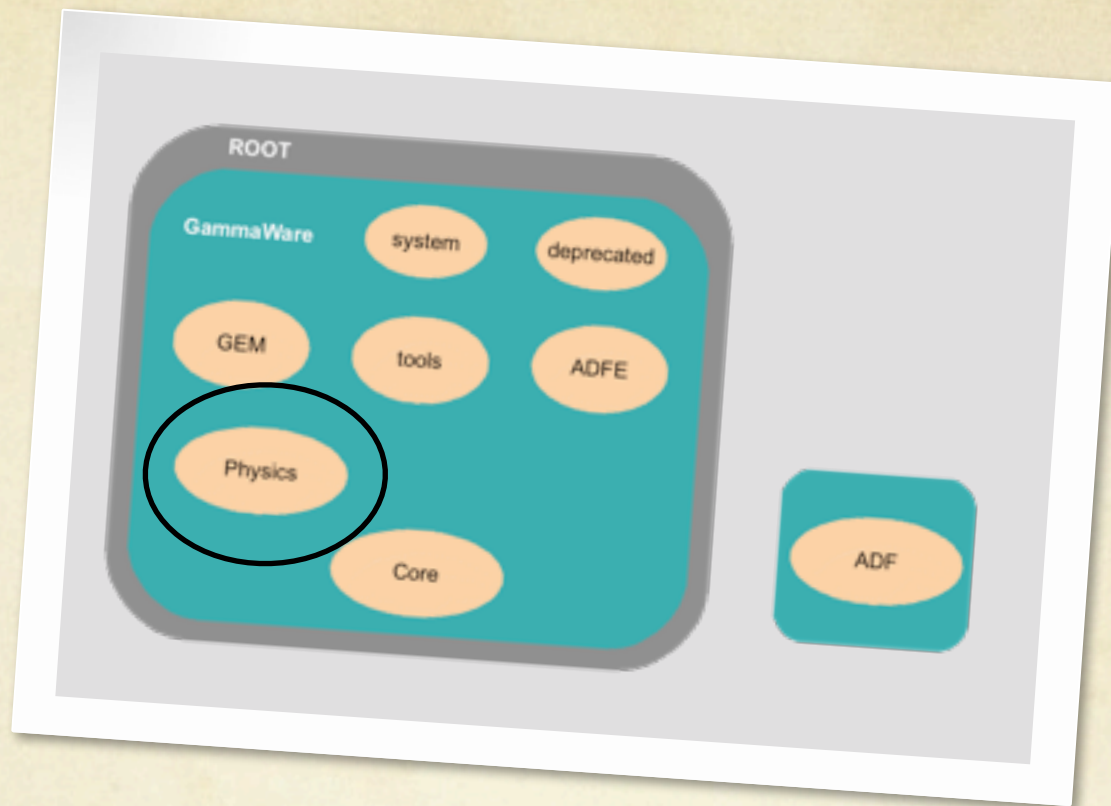 ROOT
GammaWare
system
deprecated
GEM
tools
ADFE
Physics
Core
ADF